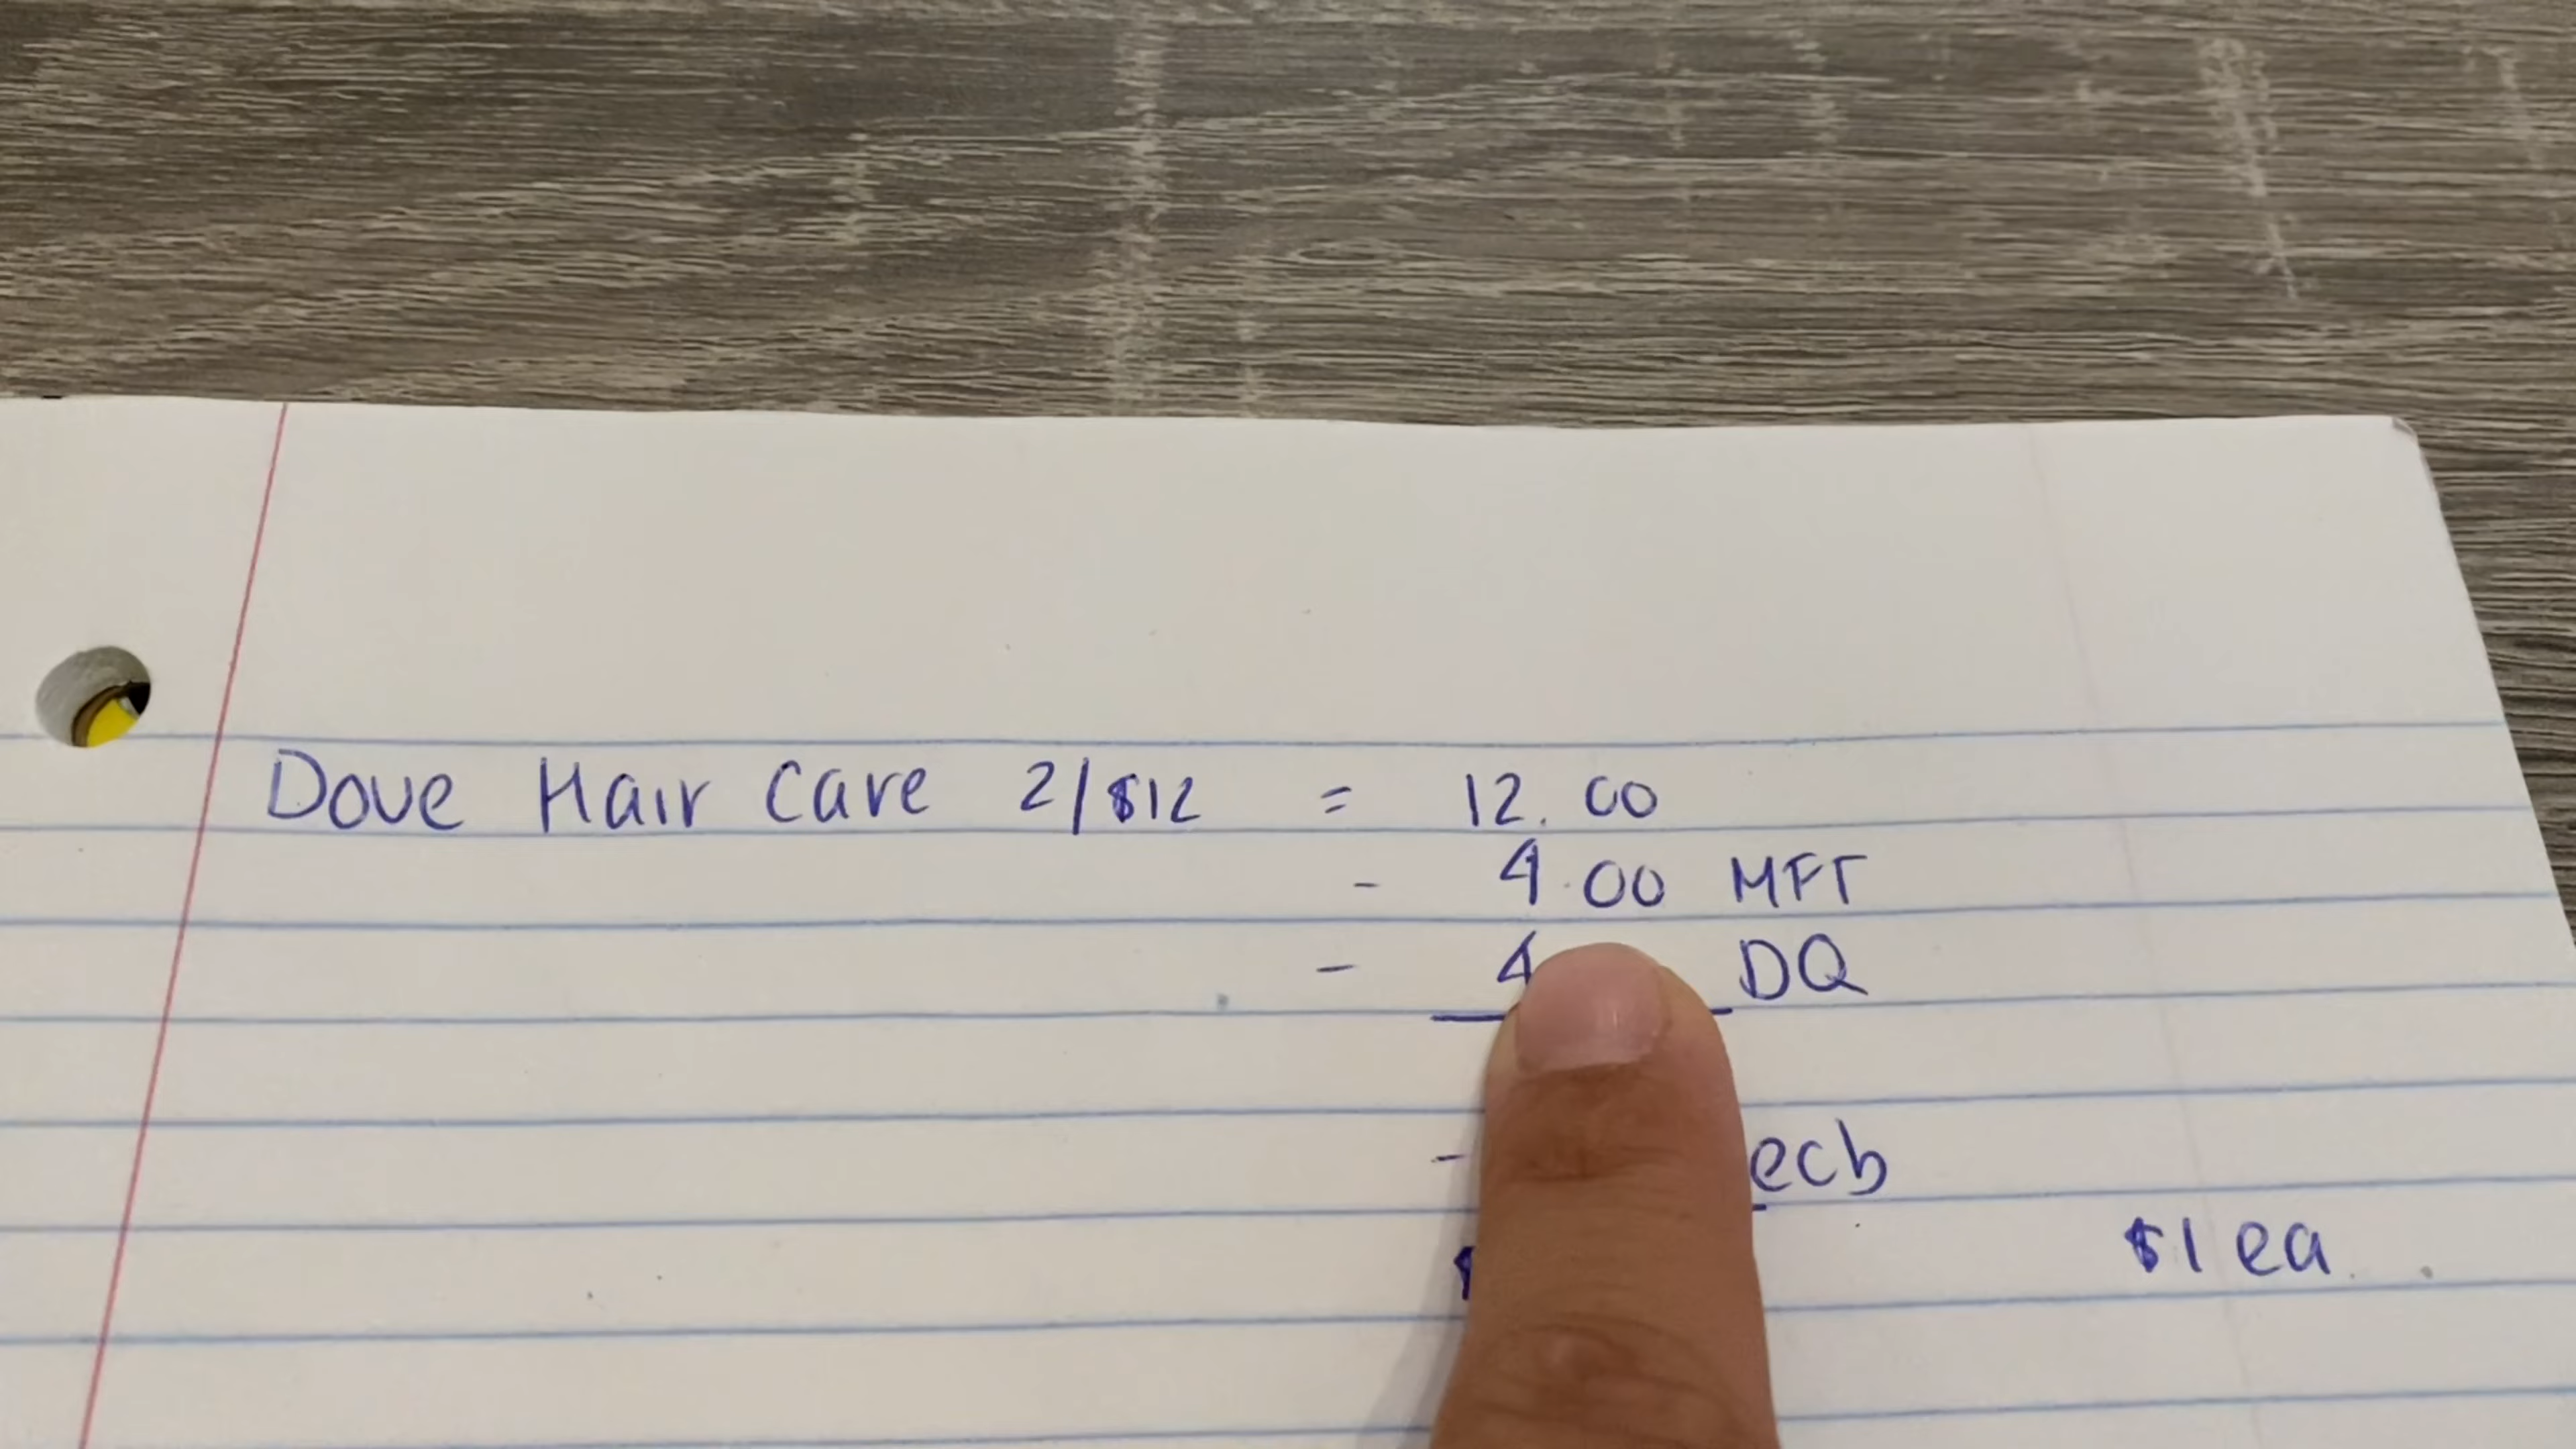 Dove Hair Care 2/$12 = 12.00
- 4.00 MFT
- 4 DQ
- ecb
$1 ea.